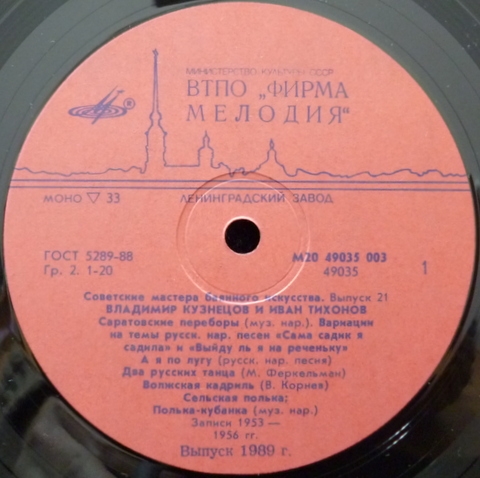 МИНИСТЕРСТВО КУЛЬТУРЫ СССР
ВТПО „ФИРМА
МЕЛОДИЯ“
®
МОНО ▽ 33
ЛЕНИНГРАДСКИЙ ЗАВОД
ГОСТ 5289-88
Гр. 2. 1-20
М20 49035 003
49035
1
Советские мастера баянного искусства. Выпуск 21
ВЛАДИМИР КУЗНЕЦОВ И ИВАН ТИХОНОВ
Саратовские переборы (муз. нар.). Вариации
на темы русск. нар. песен «Сама садик я
садила» и «Выйду ль я на реченьку»
А я по лугу (русск. нар. песня)
Два русских танца (М. Феркельман)
Волжская кадриль (В. Корнев)
Сельская полька:
Полька-кубанка (муз. нар.)
Записи 1953—
1956 гг.
Выпуск 1989 г.